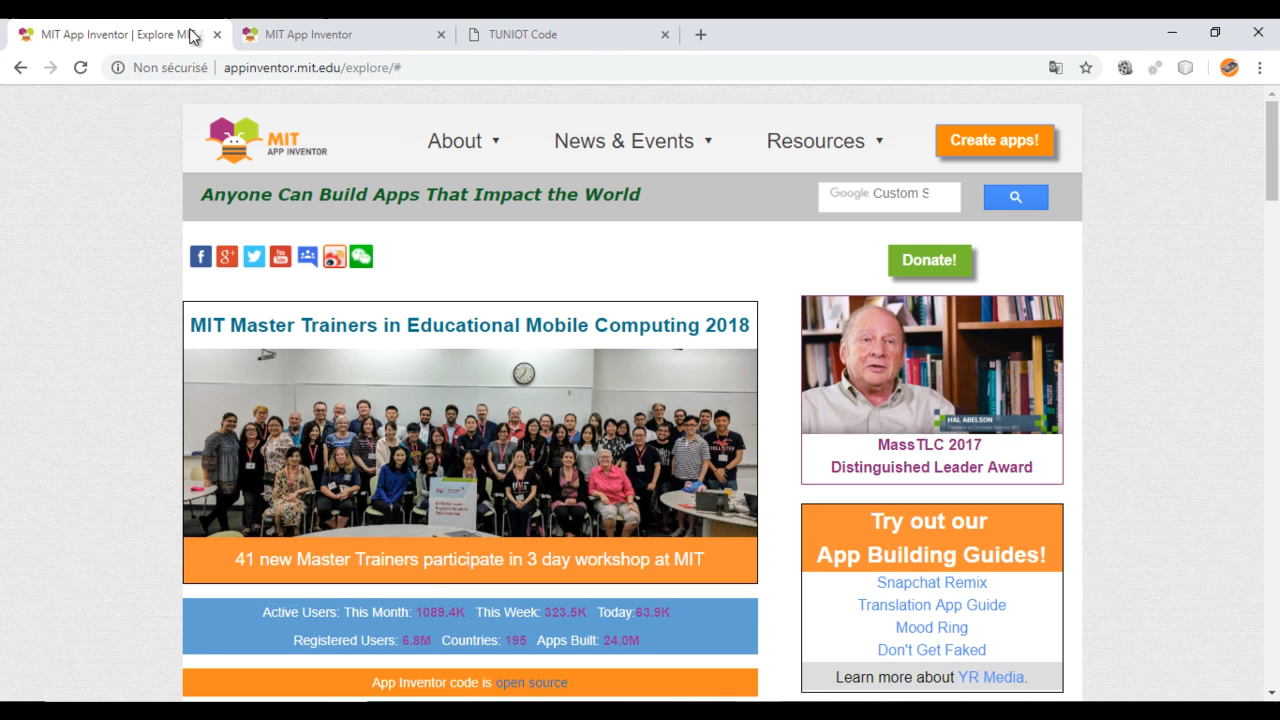 MIT App Inventor | Explore MI
MIT App Inventor
TUNIOT Code
Non sécurisé
appinventor.mit.edu/explore/#
MIT
APP INVENTOR
About
News & Events
Resources
Create apps!
Anyone Can Build Apps That Impact the World
Google Custom S
Donate!
MIT Master Trainers in Educational Mobile Computing 2018
HAL ABELSON
MassTLC 2017
Distinguished Leader Award
41 new Master Trainers participate in 3 day workshop at MIT
Try out our
App Building Guides!
Snapchat Remix
Translation App Guide
Mood Ring
Don't Get Faked
Learn more about YR Media.
Active Users: This Month: 1089.4K This Week: 323.5K Today:63.9K
Registered Users: 6.8M Countries: 195 Apps Built: 24.0M
App Inventor code is open source